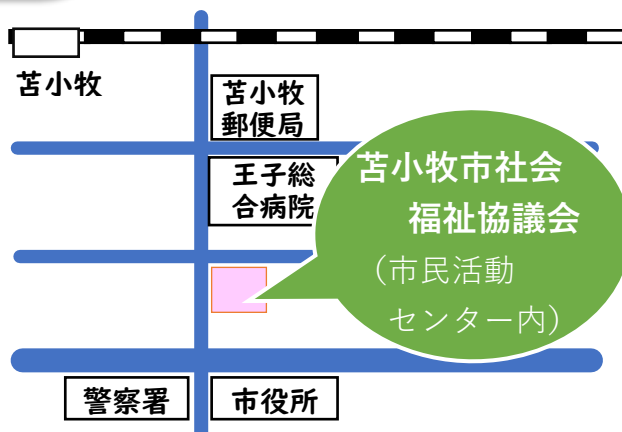 苫小牧
苫小牧
郵便局
王子総
合病院
苫小牧市社会
福祉協議会
（市民活動
センター内）
警察署
市役所